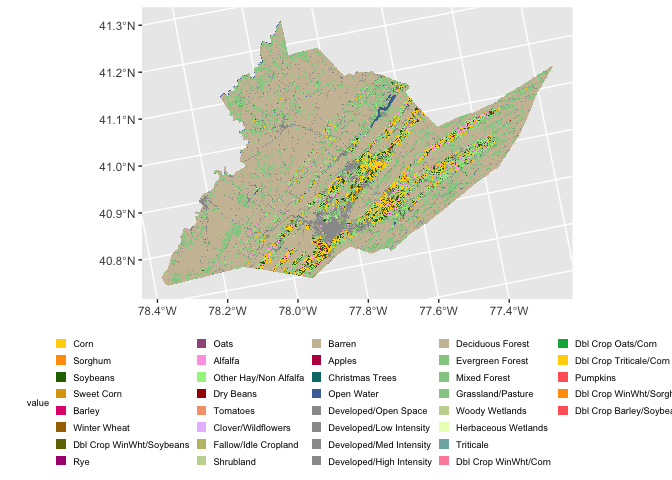 41.3°N
41.2°N
41.1°N
41.0°N
40.9°N
40.8°N
78.4°W 78.2°W 78.0°W 77.8°W 77.6°W 77.4°W
value
Corn
Sorghum
Soybeans
Sweet Corn
Barley
Winter Wheat
Dbl Crop WinWht/Soybeans
Rye
Oats
Alfalfa
Other Hay/Non Alfalfa
Dry Beans
Tomatoes
Clover/Wildflowers
Fallow/Idle Cropland
Shrubland
Barren
Apples
Christmas Trees
Open Water
Developed/Open Space
Developed/Low Intensity
Developed/Med Intensity
Developed/High Intensity
Deciduous Forest
Evergreen Forest
Mixed Forest
Grassland/Pasture
Woody Wetlands
Herbaceous Wetlands
Triticale
Dbl Crop WinWht/Corn
Dbl Crop Oats/Corn
Dbl Crop Triticale/Corn
Pumpkins
Dbl Crop WinWht/Sorgh
Dbl Crop Barley/Soybea